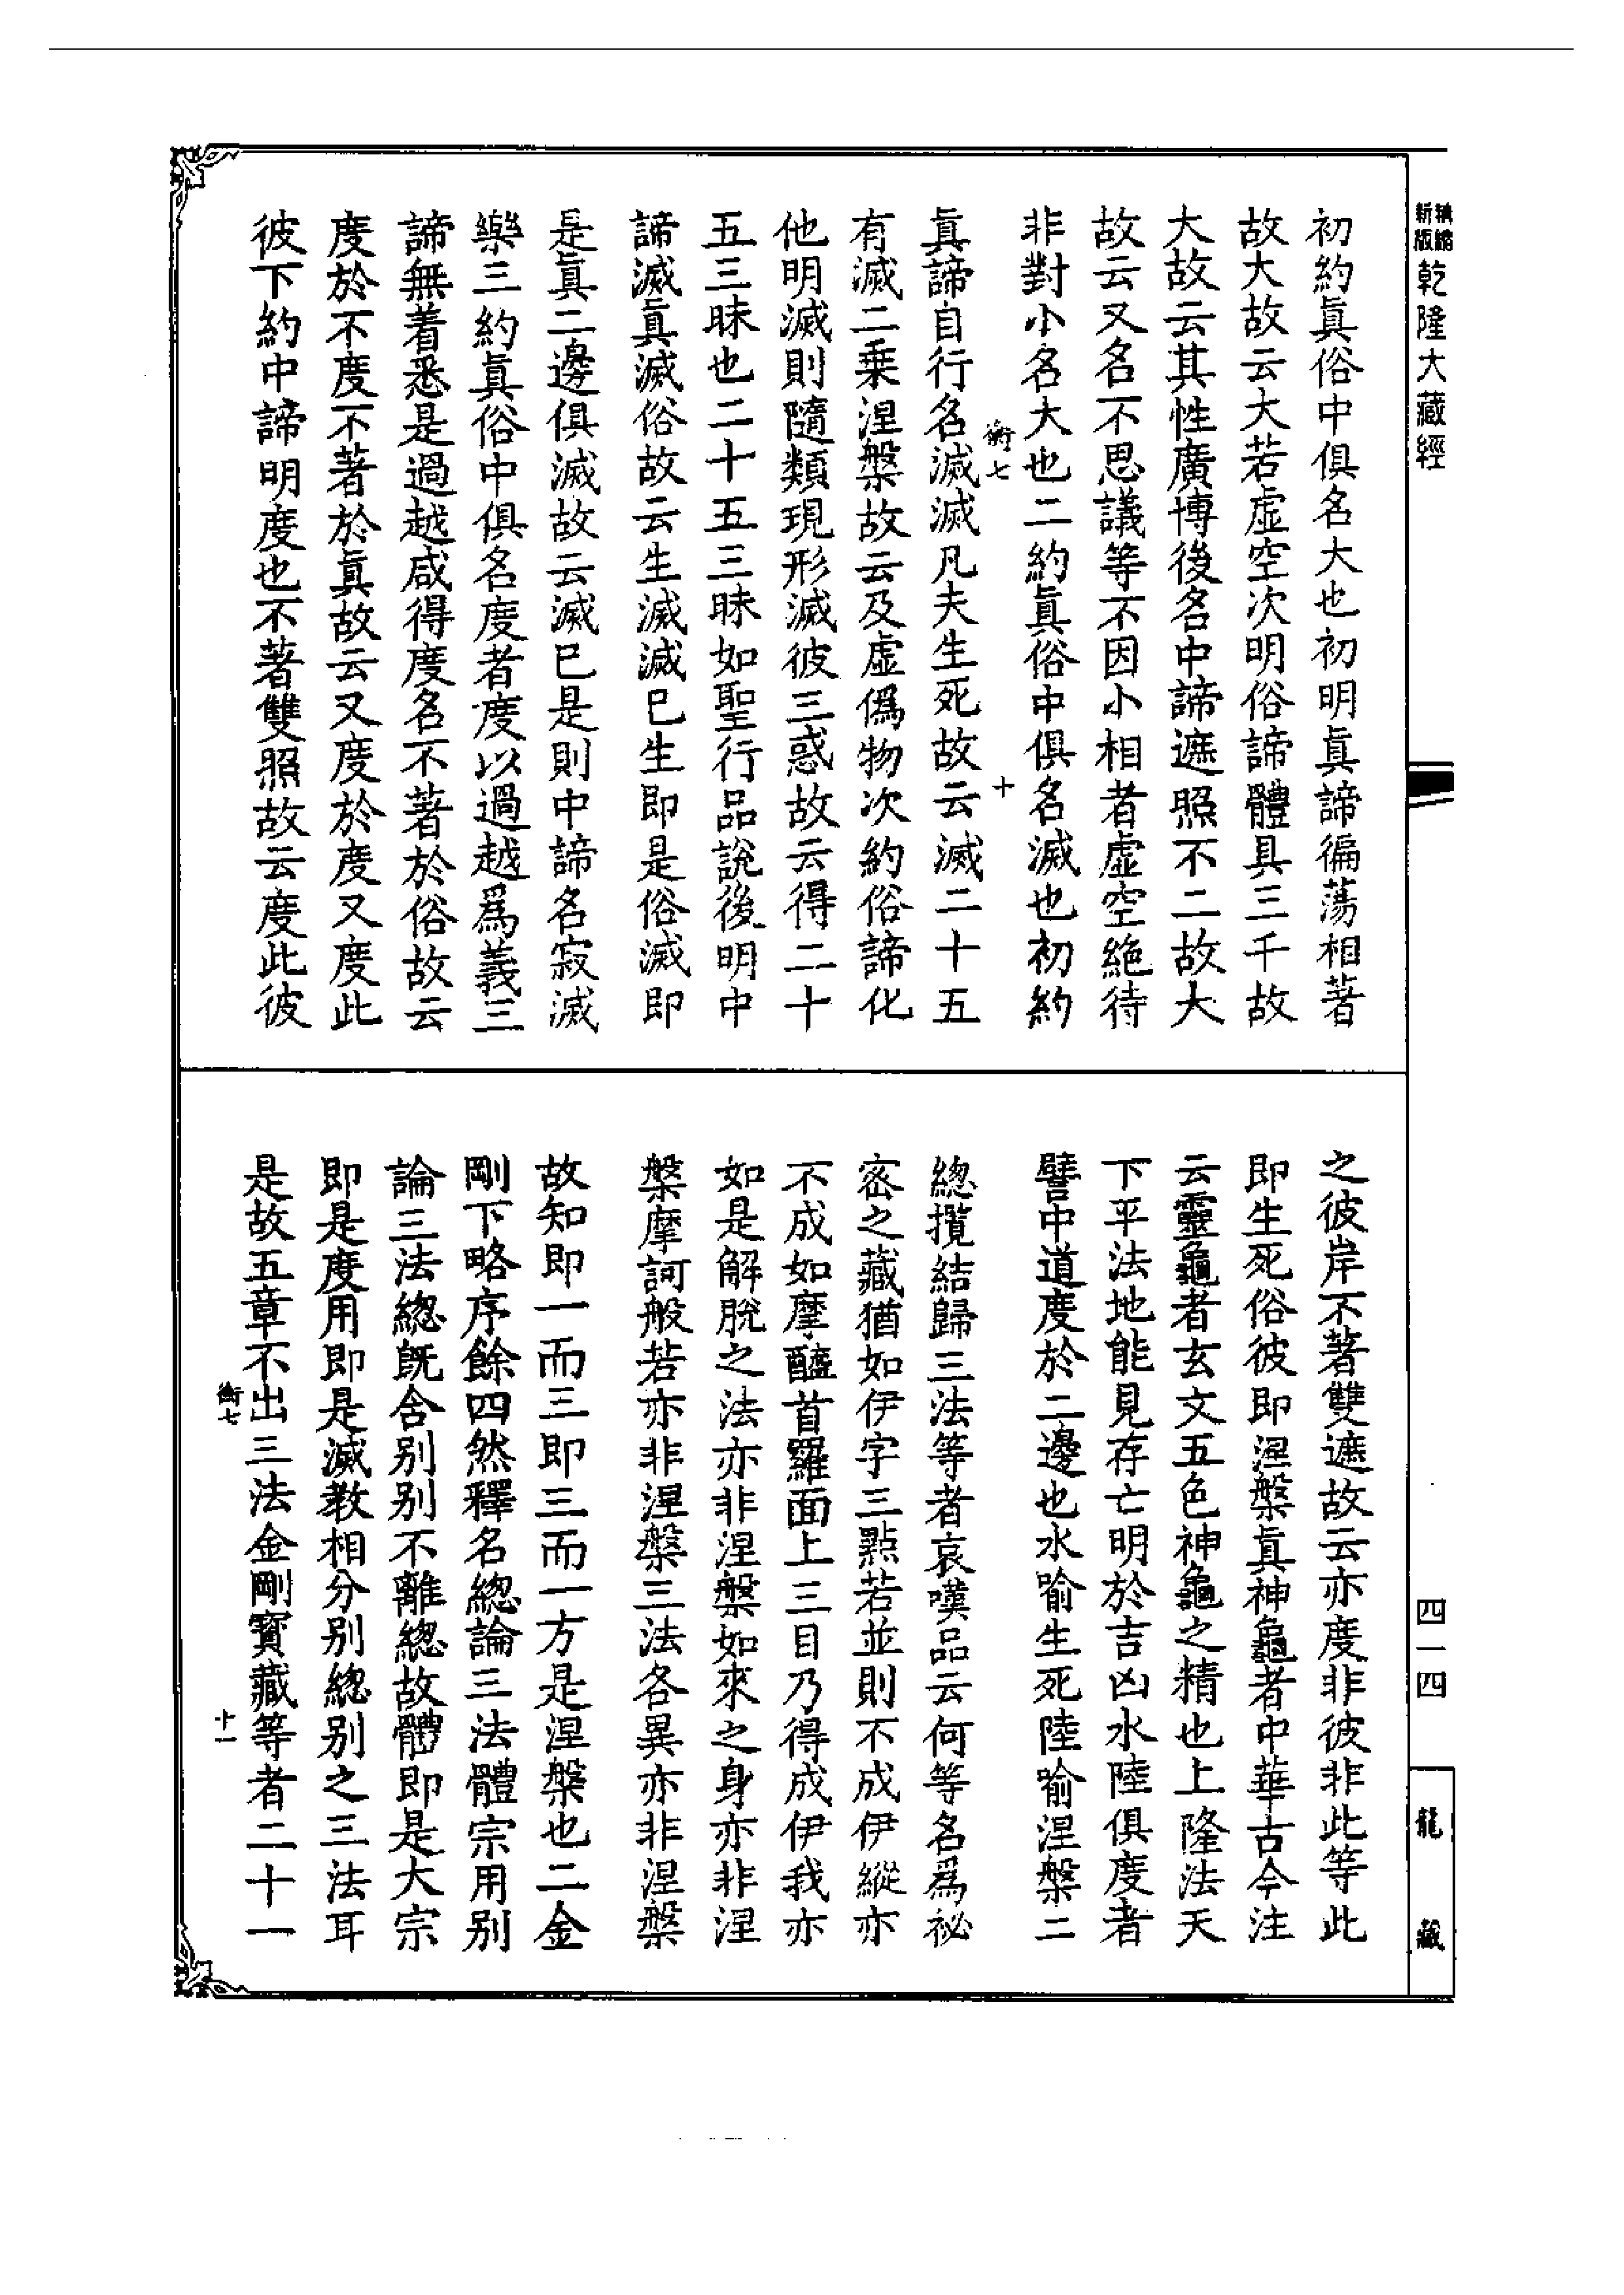 精繕
新版
乾隆大藏經
初約眞俗中俱名大也初明眞諦徧蕩相著
故大故云大若虛空次明俗諦體具三千故
大故云其性廣博後名中諦遮照不二故大
故云又名不思議等不因小相者虛空絶待
非對小名大也二約眞俗中俱名滅也初約
衡七
十
眞諦自行名滅滅凡夫生死故云滅二十五
有滅二乗涅槃故云及虛僞物次約俗諦化
他明滅則隨類現形滅彼三惑故云得二十
五三昧也二十五三昧如聖行品說後明中
諦滅眞滅俗故云生滅滅已生即是俗滅即
是眞二邊俱滅故云滅已是則中諦名寂滅
樂三約眞俗中俱名度者度以過越爲義三
諦無着悉是過越咸得度名不著於俗故云
度於不度不著於眞故云又度於度又度此
彼下約中諦明度也不著雙照故云度此彼
之彼岸不著雙遮故云亦度非彼非此等此
即生死俗彼即涅槃眞神龜者中華古今注
云靈龜者玄文五色神龜之精也上隆法天
下平法地能見存亡明於吉凶水陸俱度者
譬中道度於二邊也水喻生死陸喻涅槃二
總攬結歸三法等者哀嘆品云何等名爲祕
密之藏猶如伊字三點若並則不成伊縱亦
不成如摩醯首羅面上三目乃得成伊我亦
如是解脫之法亦非涅槃如來之身亦非涅
槃摩訶般若亦非涅槃三法各異亦非涅槃
故知即一而三即三而一方是涅槃也二金
剛下略序餘四然釋名總論三法體宗用别
論三法總旣含别别不離總故體即是大宗
即是度用即是滅教相分别總别之三法耳
是故五章不出三法金剛寳藏等者二十一
衡七
十一
四一四
龍藏